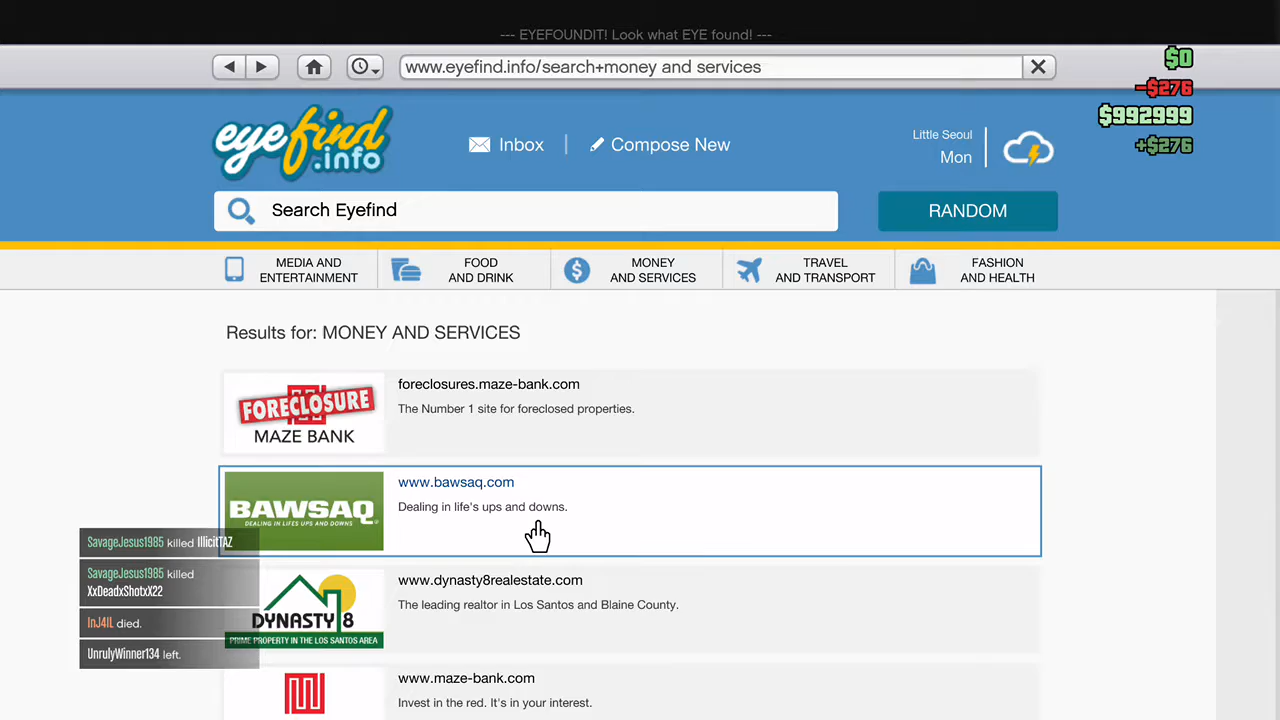 --- EYEFOUNDIT! Look what EYE found! ---
www.eyefind.info/search+money and services
$0
-$276
$992999
+$276
eyefind
.info
Inbox
Compose New
Little Seoul
Mon
Search Eyefind
RANDOM
MEDIA AND
ENTERTAINMENT
FOOD
AND DRINK
MONEY
AND SERVICES
TRAVEL
AND TRANSPORT
FASHION
AND HEALTH
Results for: MONEY AND SERVICES
FORECLOSURE
MAZE BANK
foreclosures.maze-bank.com
The Number 1 site for foreclosed properties.
BAWSAQ
DEALING IN LIFE'S UPS AND DOWNS
www.bawsaq.com
Dealing in life's ups and downs.
SavageJesus1985 killed IllicitTAZ
SavageJesus1985 killed
XxDeadxShotxX22
InJ4IL died.
UnrulyWinner134 left.
DYNASTY 8
PRIME PROPERTY IN THE LOS SANTOS AREA
www.dynasty8realestate.com
The leading realtor in Los Santos and Blaine County.
www.maze-bank.com
Invest in the red. It's in your interest.